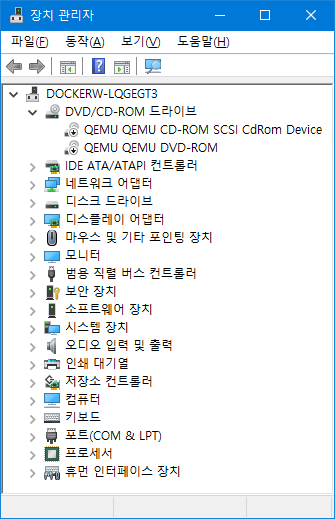 장치 관리자
파일(F) 동작(A) 보기(V) 도움말(H)
DOCKERW-LQGEGT3
DVD/CD-ROM 드라이브
QEMU QEMU CD-ROM SCSI CdRom Device
QEMU QEMU DVD-ROM
IDE ATA/ATAPI 컨트롤러
네트워크 어댑터
디스크 드라이브
디스플레이 어댑터
마우스 및 기타 포인팅 장치
모니터
범용 직렬 버스 컨트롤러
보안 장치
소프트웨어 장치
시스템 장치
오디오 입력 및 출력
인쇄 대기열
저장소 컨트롤러
컴퓨터
키보드
포트(COM & LPT)
프로세서
휴먼 인터페이스 장치